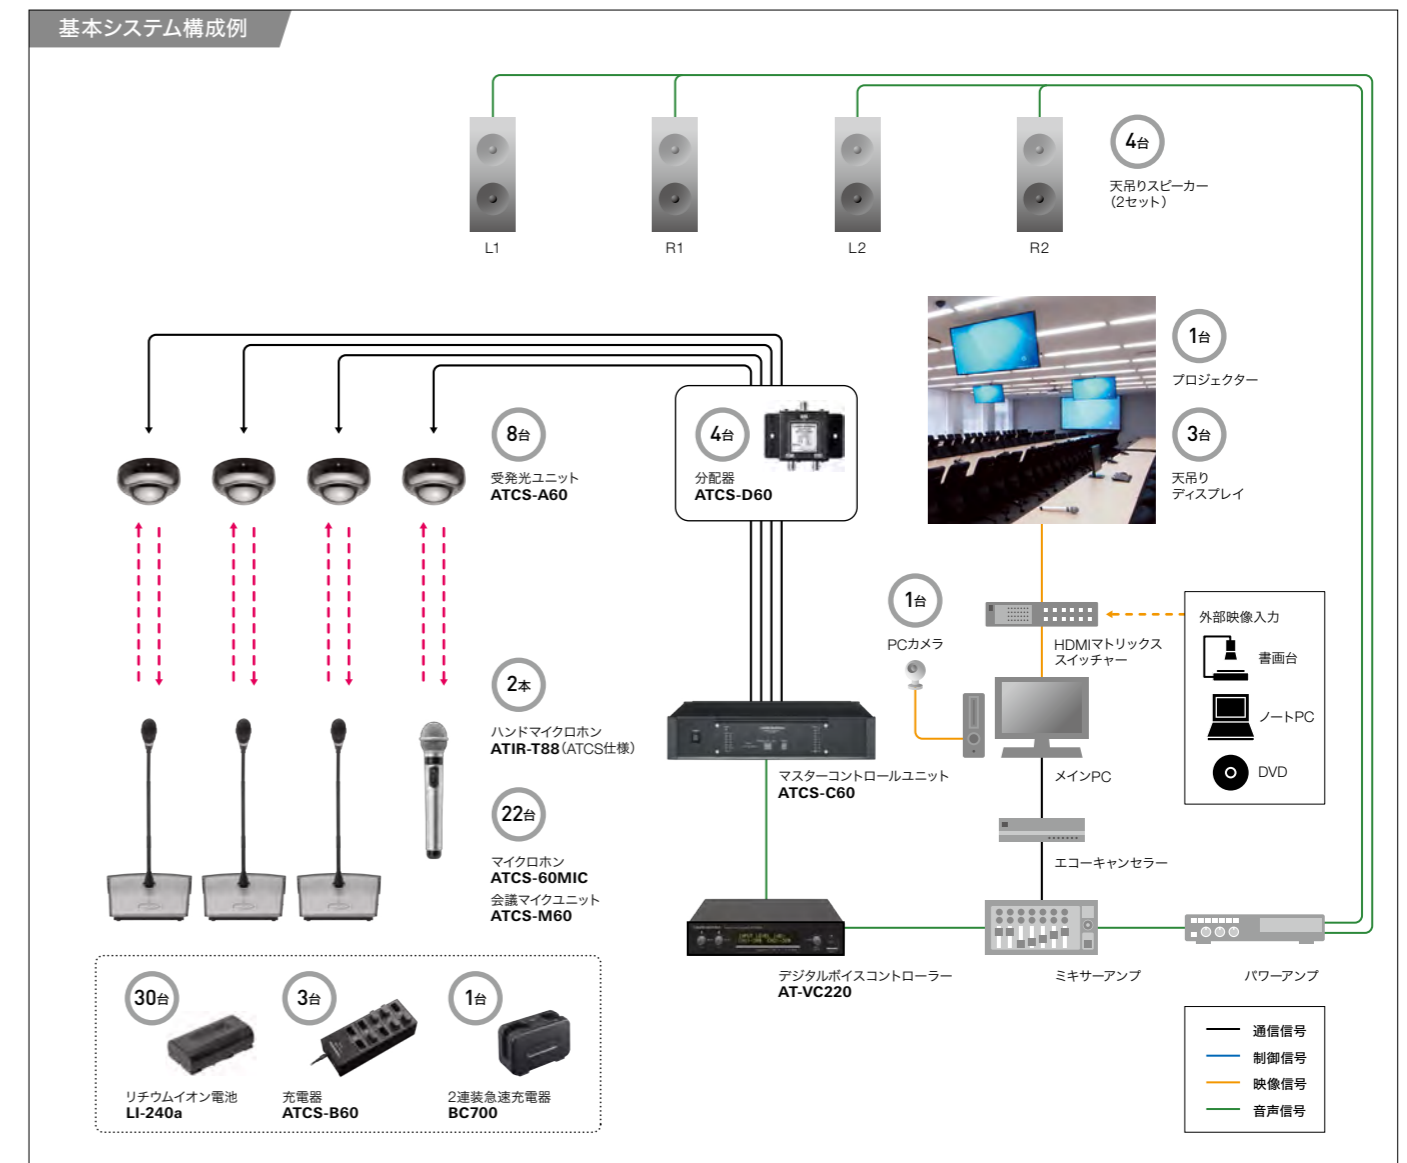 基本システム構成例
4台
天吊りスピーカー
(2セット)
L1
R1
L2
R2
1台
プロジェクター
3台
天吊り
ディスプレイ
8台
受発光ユニット
ATCS-A60
4台
分配器
ATCS-D60
1台
PCカメラ
HDMIマトリックス
スイッチャー
外部映像入力
書画台
ノートPC
DVD
2本
ハンドマイクロホン
ATIR-T88(ATCS仕様)
マスターコントロールユニット
ATCS-C60
メインPC
22台
マイクロホン
ATCS-60MIC
会議マイクユニット
ATCS-M60
エコーキャンセラー
デジタルボイスコントローラー
AT-VC220
ミキサーアンプ
パワーアンプ
30台
リチウムイオン電池
LI-240a
3台
充電器
ATCS-B60
1台
2連装急速充電器
BC700
通信信号
制御信号
映像信号
音声信号